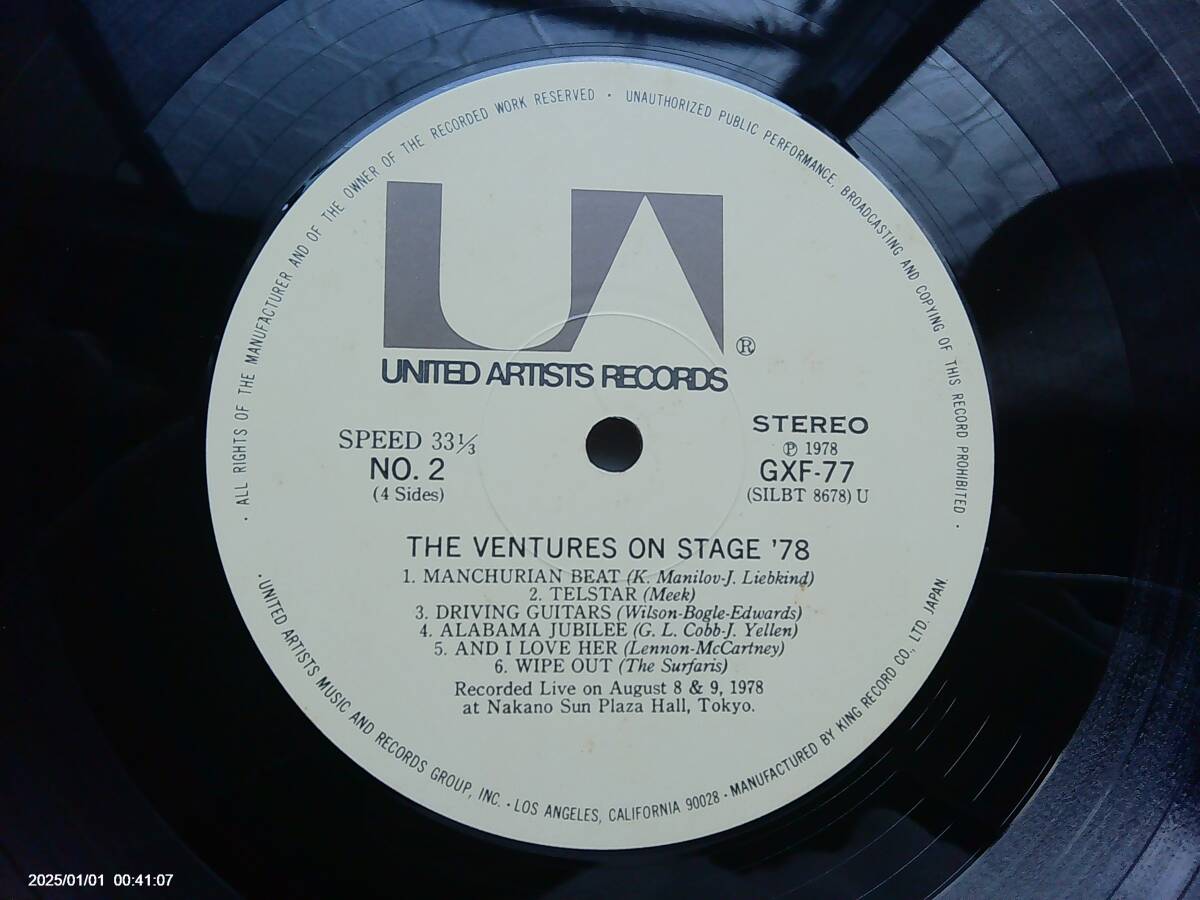 · ALL RIGHTS OF THE MANUFACTURER AND OF THE OWNER OF THE RECORDED WORK RESERVED · UNAUTHORIZED PUBLIC PERFORMANCE, BROADCASTING AND COPYING OF THIS RECORD PROHIBITED ·
UA
®
UNITED ARTISTS RECORDS
SPEED 33⅓
NO. 2
(4 Sides)
STEREO
℗ 1978
GXF-77
(SILBT 8678) U
THE VENTURES ON STAGE '78
1. MANCHURIAN BEAT (K. Manilov-J. Liebkind)
2. TELSTAR (Meek)
3. DRIVING GUITARS (Wilson-Bogle-Edwards)
4. ALABAMA JUBILEE (G. L. Cobb-J. Yellen)
5. AND I LOVE HER (Lennon-McCartney)
6. WIPE OUT (The Surfaris)
Recorded Live on August 8 & 9, 1978
at Nakano Sun Plaza Hall, Tokyo.
· UNITED ARTISTS MUSIC AND RECORDS GROUP, INC. · LOS ANGELES, CALIFORNIA 90028 · MANUFACTURED BY KING RECORD CO., LTD. JAPAN.
2025/01/01 00:41:07